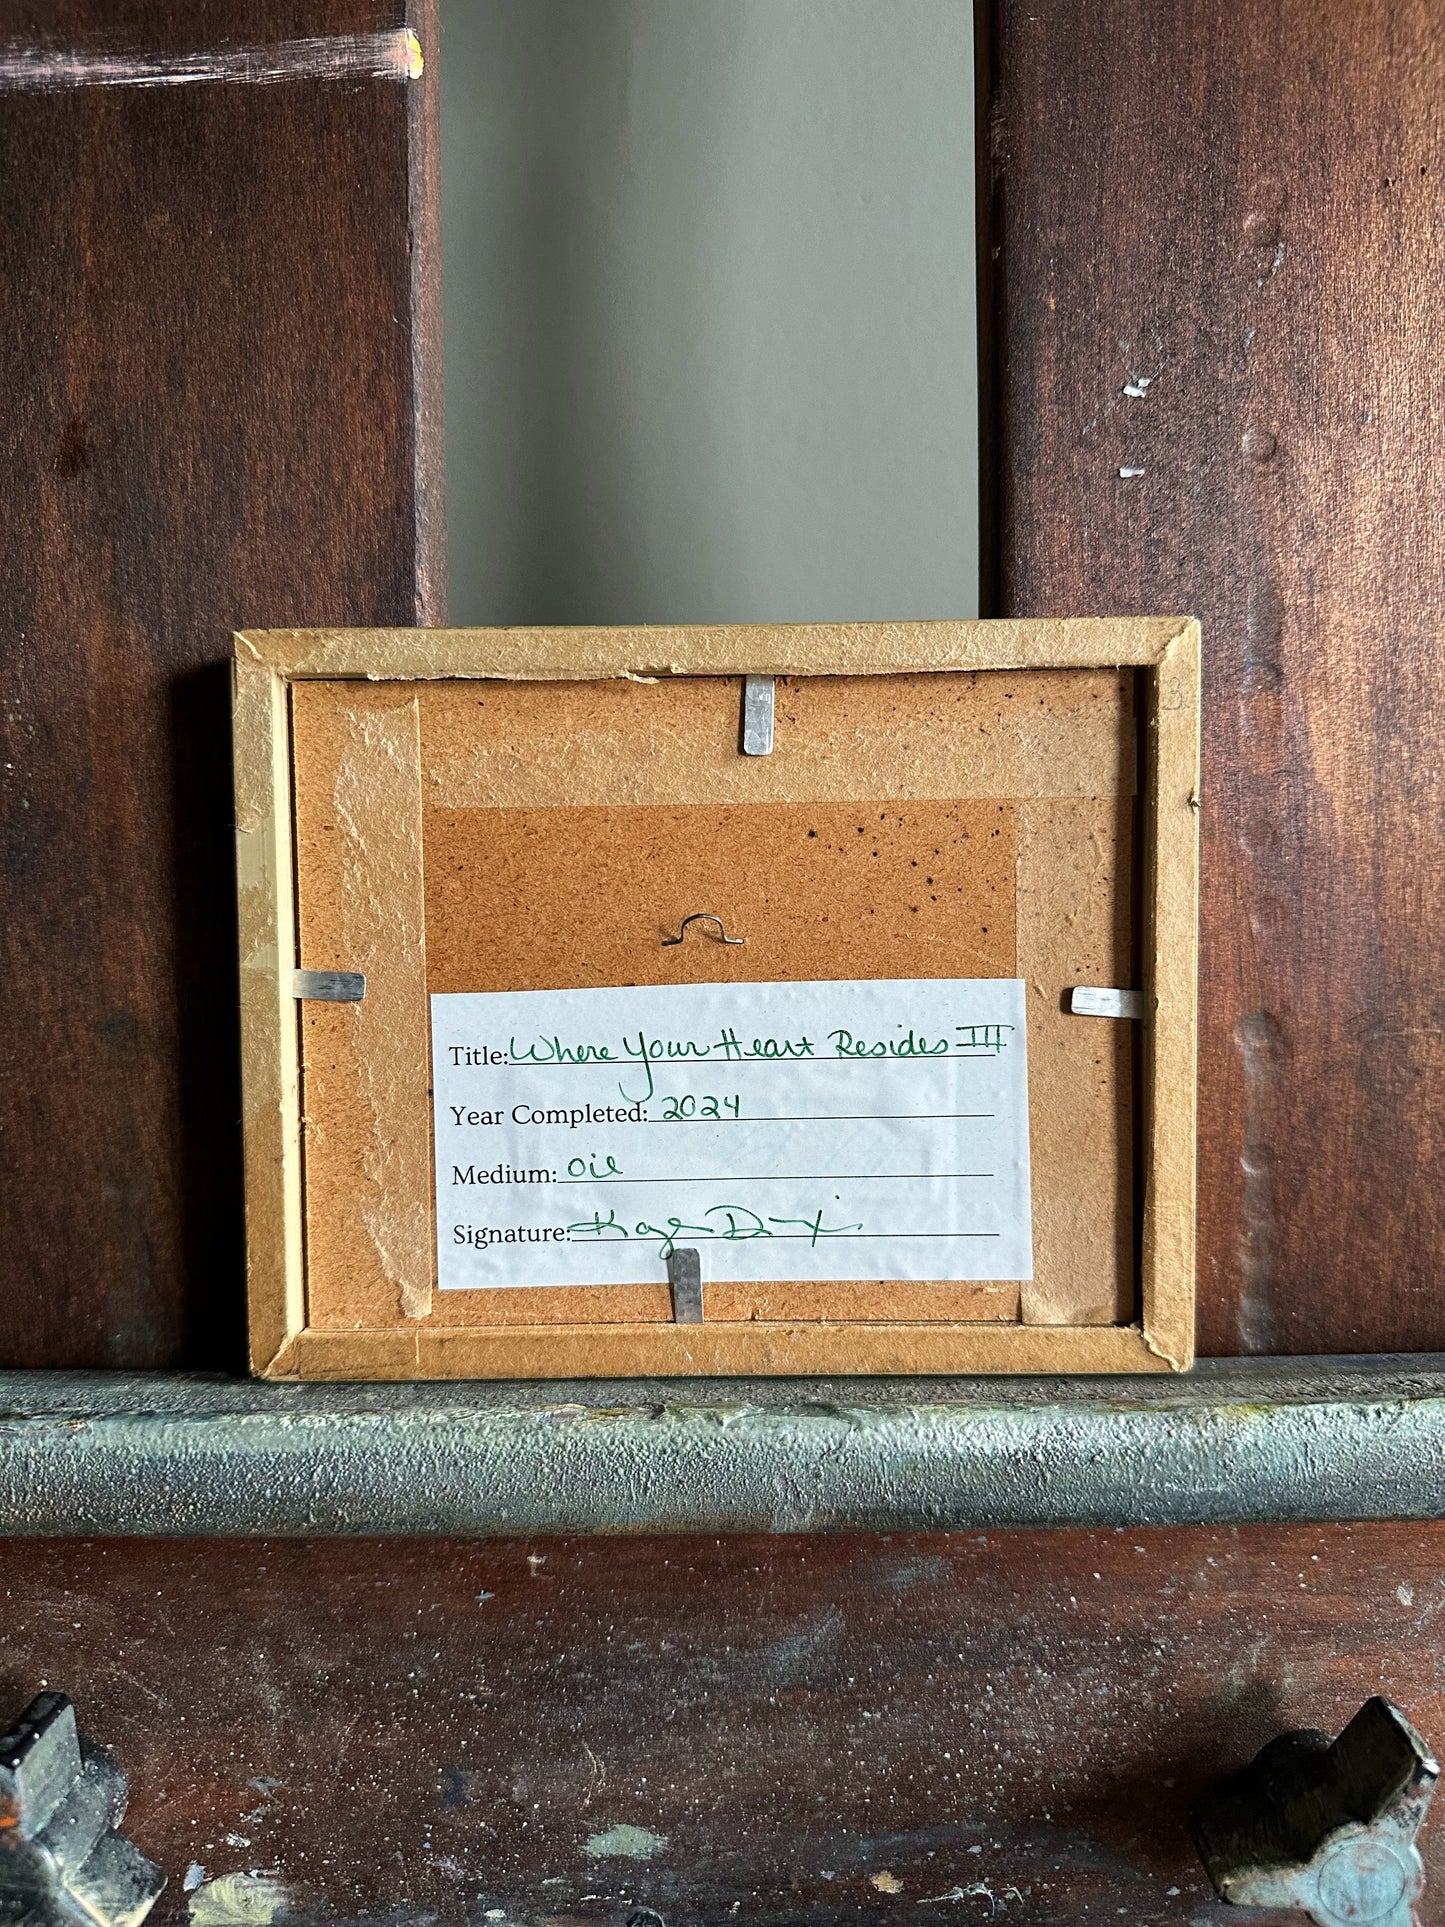 Title: Where Your Heart Resides III
Year Completed: 2024
Medium: oil
Signature: